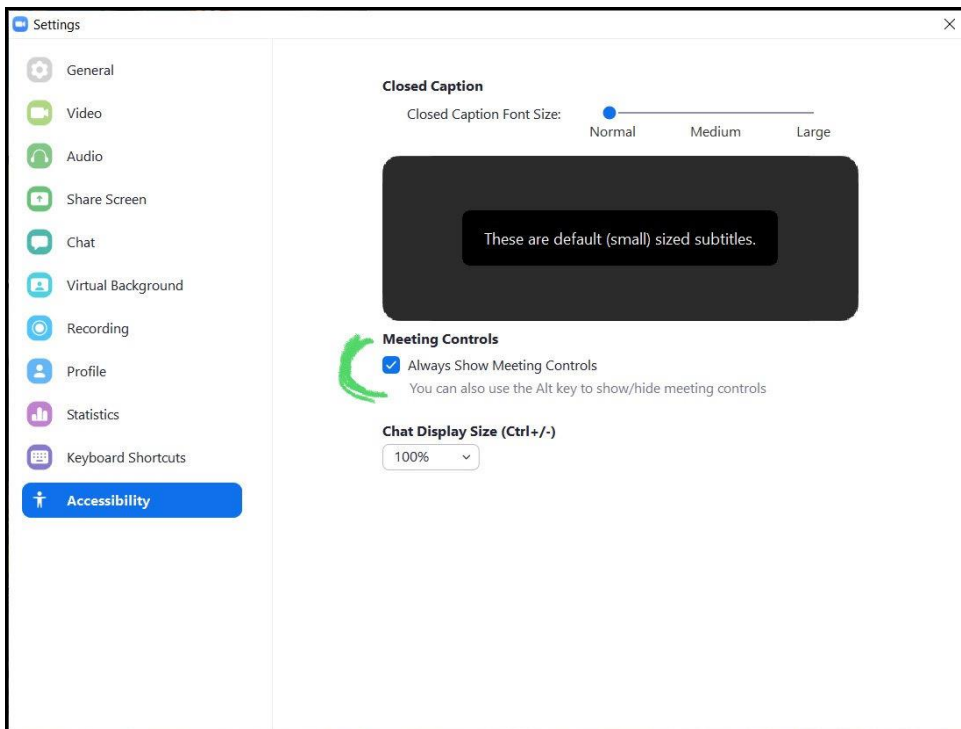 Settings
General
Video
Audio
Share Screen
Chat
Virtual Background
Recording
Profile
Statistics
Keyboard Shortcuts
Accessibility
Closed Caption
Closed Caption Font Size:
Normal Medium Large
These are default (small) sized subtitles.
Meeting Controls
Always Show Meeting Controls
You can also use the Alt key to show/hide meeting controls
Chat Display Size (Ctrl+/-)
100%